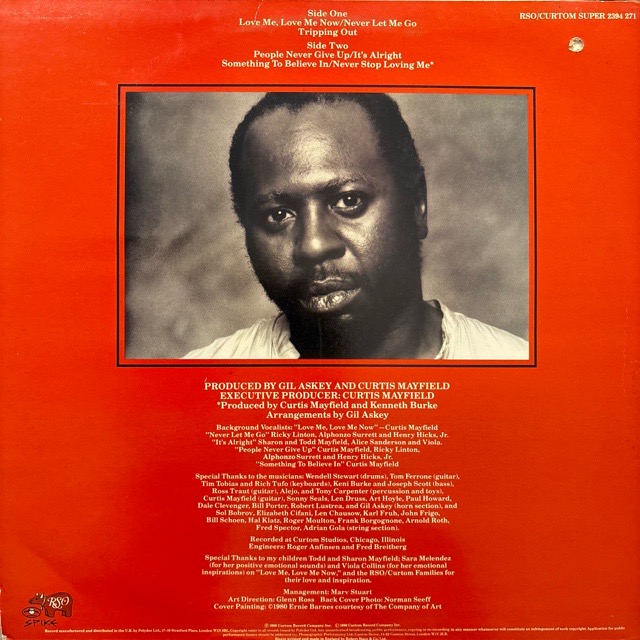 Side One
Love Me, Love Me Now/Never Let Me Go
Tripping Out
Side Two
People Never Give Up/It's Alright
Something To Believe In/Never Stop Loving Me*
RSO/CURTOM SUPER 2394 271
PRODUCED BY GIL ASKEY AND CURTIS MAYFIELD
EXECUTIVE PRODUCER: CURTIS MAYFIELD
*Produced by Curtis Mayfield and Kenneth Burke
Arrangements by Gil Askey
Background Vocalists: "Love Me, Love Me Now"—Curtis Mayfield
"Never Let Me Go" Ricky Linton, Alphonzo Surrett and Henry Hicks, Jr.
"It's Alright" Sharon and Todd Mayfield, Alice Sanderson and Viola.
"People Never Give Up" Curtis Mayfield, Ricky Linton,
Alphonzo Surrett and Henry Hicks, Jr.
"Something To Believe In" Curtis Mayfield
Special Thanks to the musicians: Wendell Stewart (drums), Tom Ferrone (guitar),
Tim Tobias and Rich Tufo (keyboards), Keni Burke and Joseph Scott (bass),
Ross Traut (guitar), Alejo, and Tony Carpenter (percussion and toys),
Curtis Mayfield (guitar), Sonny Seals, Len Druss, Art Hoyle, Paul Howard,
Dale Clevenger, Bill Porter, Robert Lustrea, and Gil Askey (horn section), and
Sol Bobrov, Elizabeth Cifani, Len Chausow, Karl Fruh, John Frigo,
Bill Schoen, Hal Klatz, Roger Moulton, Frank Borgognone, Arnold Roth,
Fred Spector, Adrian Gola (string section).
Recorded at Curtom Studios, Chicago, Illinois
Engineers: Roger Anfinsen and Fred Breitberg
Special Thanks to my children Todd and Sharon Mayfield; Sara Melendez
(for her positive emotional sounds) and Viola Collins (for her emotional
inspirations) on "Love Me, Love Me Now," and the RSO/Curtom Families for
their love and inspiration.
Management: Marv Stuart
Art Direction: Glenn Ross Back Cover Photo: Norman Seeff
Cover Painting: ©1980 Ernie Barnes courtesy of The Company of Art
RSO
SPIKE
℗ 1980 Curtom Record Company Inc. © 1980 Curtom Record Company Inc.